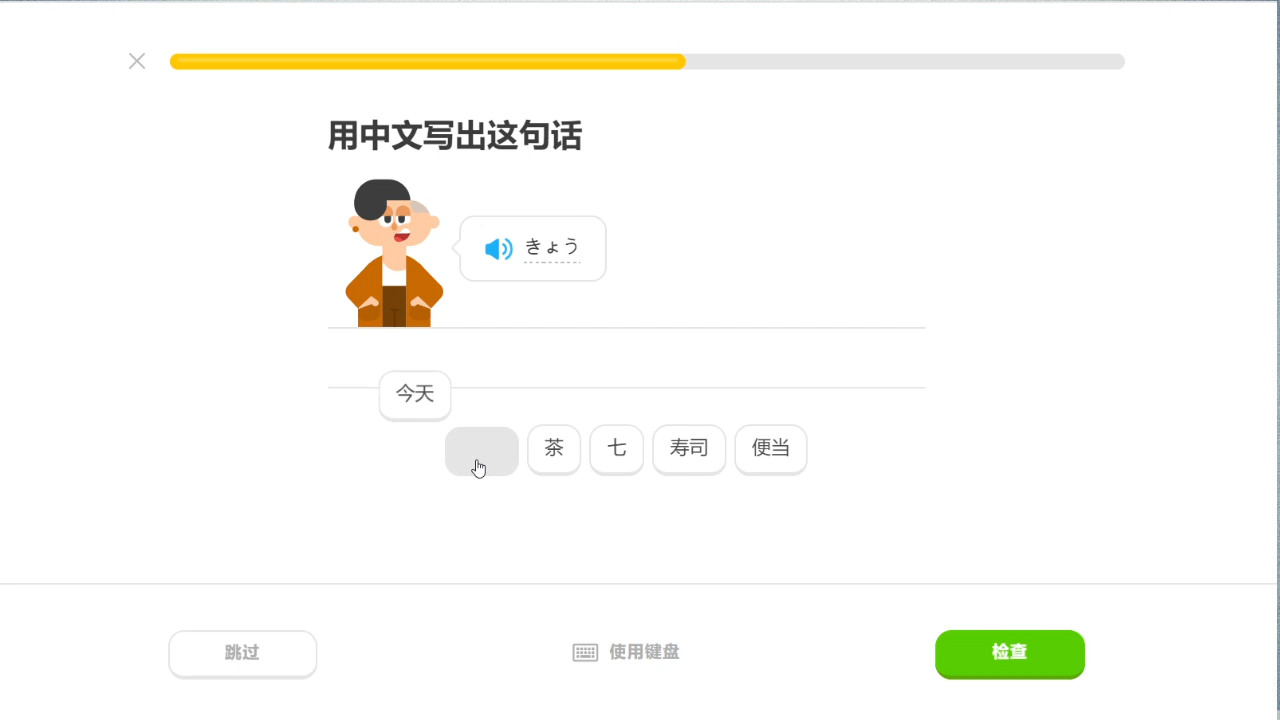 用中文写出这句话
きょう
今天
茶 七 寿司 便当
跳过 使用键盘 检查